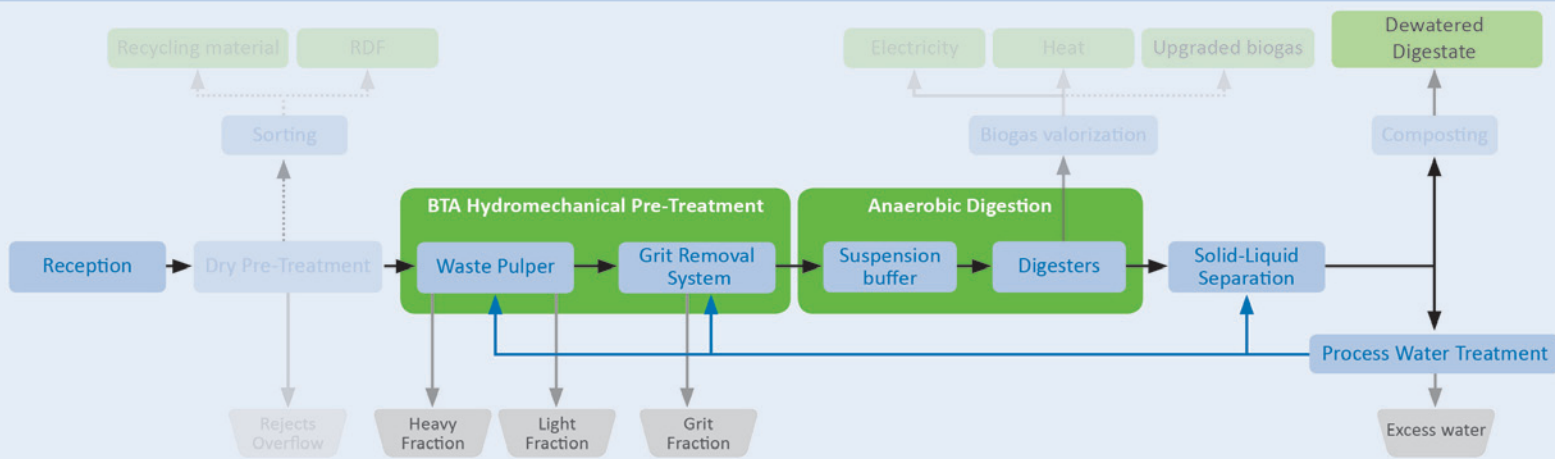 Recycling material
RDF
Electricity
Heat
Upgraded biogas
Dewatered
Digestate
Sorting
Biogas valorization
Composting
BTA Hydromechanical Pre-Treatment
Anaerobic Digestion
Reception
Dry Pre-Treatment
Waste Pulper
Grit Removal
System
Suspension
buffer
Digesters
Solid-Liquid
Separation
Process Water Treatment
Rejects
Overflow
Heavy
Fraction
Light
Fraction
Grit
Fraction
Excess water